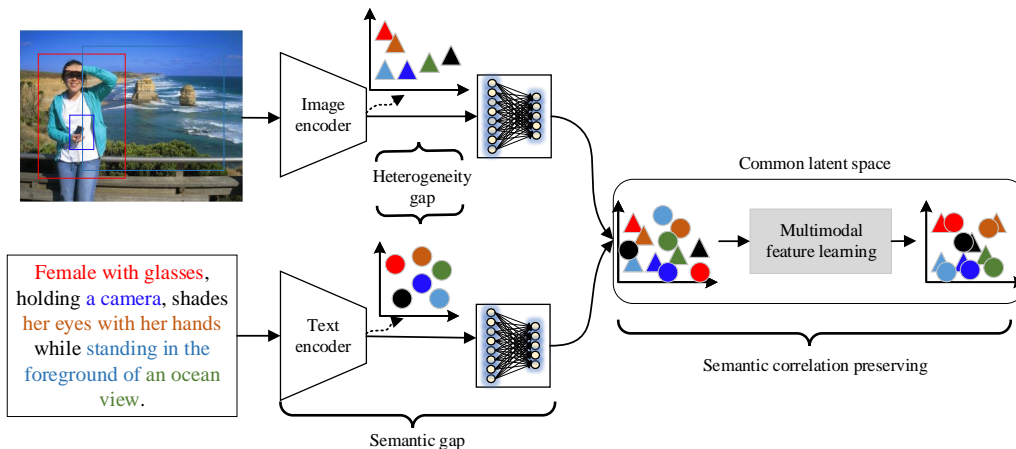 Image
encoder
Heterogeneity
gap
Female with glasses,
holding a camera, shades
her eyes with her hands
while standing in the
foreground of an ocean
view.
Text
encoder
Semantic gap
Common latent space
Multimodal
feature learning
Semantic correlation preserving